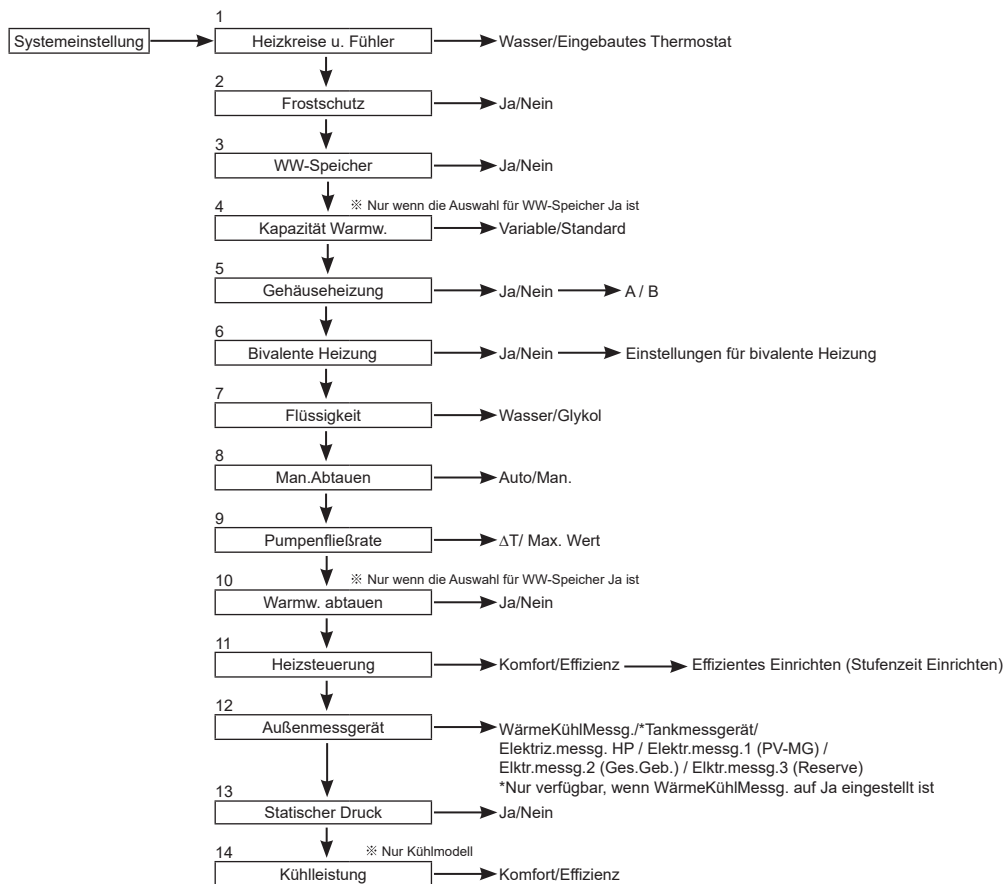 1
Systemeinstellung
Heizkreise u. Fühler
Wasser/Eingebautes Thermostat
2
Frostschutz
Ja/Nein
3
WW-Speicher
Ja/Nein
※ Nur wenn die Auswahl für WW-Speicher Ja ist
4
Kapazität Warmw.
Variable/Standard
5
Gehäuseheizung
Ja/Nein
A / B
6
Bivalente Heizung
Ja/Nein
Einstellungen für bivalente Heizung
7
Flüssigkeit
Wasser/Glykol
8
Man.Abtauen
Auto/Man.
9
Pumpenfließrate
ΔT/ Max. Wert
※ Nur wenn die Auswahl für WW-Speicher Ja ist
10
Warmw. abtauen
Ja/Nein
11
Heizsteuerung
Komfort/Effizienz
Effizientes Einrichten (Stufenzeit Einrichten)
12
Außenmessgerät
WärmeKühlMessg./*Tankmessgerät/
Elektriz.messg. HP / Elektr.messg.1 (PV-MG) /
Elktr.messg.2 (Ges.Geb.) / Elktr.messg.3 (Reserve)
*Nur verfügbar, wenn WärmeKühlMessg. auf Ja eingestellt ist
13
Statischer Druck
Ja/Nein
※ Nur Kühlmodell
14
Kühlleistung
Komfort/Effizienz